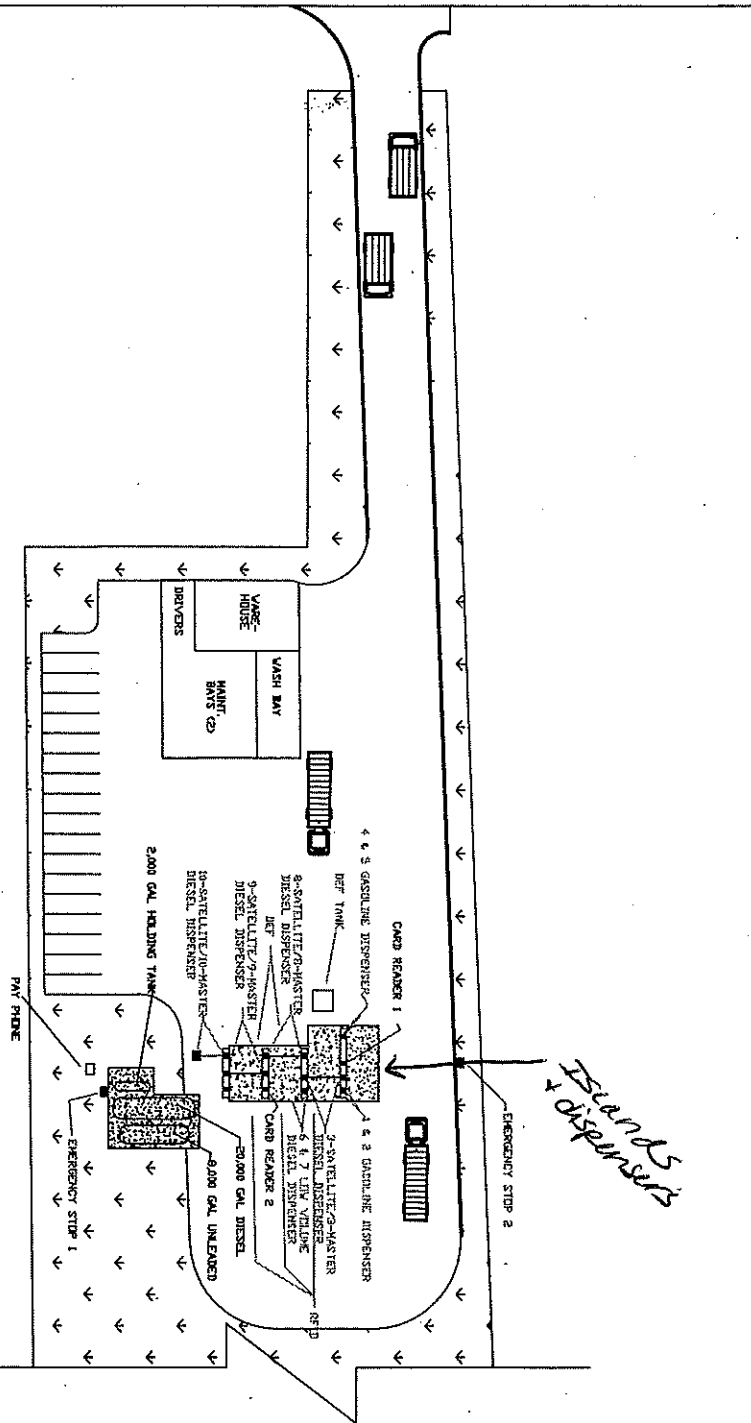 WARE-
HOUSE
DRIVERS
WASH BAY
MAINT.
BAYS (2)
4 & 5 GASOLINE DISPENSER
CARD READER 1
DEF TANK
8-SATELLITE/8-MASTER
DIESEL DISPENSER
DEF
9-SATELLITE/9-MASTER
DIESEL DISPENSER
10-SATELLITE/10-MASTER
DIESEL DISPENSER
2,000 GAL HOLDING TANK
PAY PHONE
EMERGENCY STOP 2
1 & 2 GASOLINE DISPENSER
3-SATELLITE/3-MASTER
DIESEL DISPENSER
6 & 7 LOW VOLUME
DIESEL DISPENSER
CARD READER 2
RFID
20,000 GAL DIESEL
8,000 GAL UNLEADED
EMERGENCY STOP 1
Islands
+ dispensers